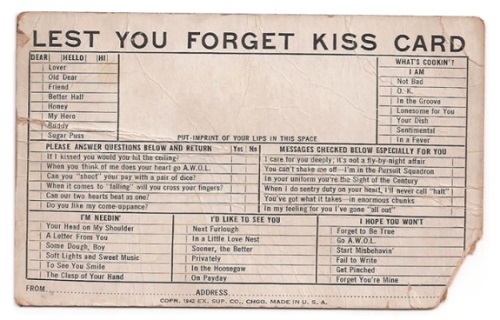 LEST YOU FORGET KISS CARD
DEAR HELLO HI
Lover
Old Dear
Friend
Better Half
Honey
My Hero
Buddy
Sugar Puss
PUT-IMPRINT OF YOUR LIPS IN THIS SPACE
WHAT'S COOKIN'?
I AM
Not Bad
O. K.
In the Groove
Lonesome for You
Your Dish
Sentimental
In a Fever
PLEASE ANSWER QUESTIONS BELOW AND RETURN Yes No
If I kissed you would you hit the ceiling?
When you think of me does your heart go A.W.O.L.
Can you "shoot" your pay with a pair of dice?
When it comes to "falling" will you cross your fingers?
Can our two hearts beat as one?
Do you like my
MESSAGES CHECKED BELOW ESPECIALLY FOR YOU
I care for you deeply; it's not a fly-by-night affair
You can't shake me off—I'm in the Pursuit Squadron
In your uniform you're the Sight of the Century
When I do sentry duty on your heart, I'll never call "halt"
You've got what it takes—in enormous chunks
In my feeling for you I've gone "all out"
I'M NEEDIN'
Your Head on My Shoulder
A Letter From You
Some Dough, Boy
Soft Lights and Sweet Music
To See You Smile
The Clasp of Your Hand
I'D LIKE TO SEE YOU
Next Furlough
In a Little Love Nest
Sooner, the Better
Privately
In the Hoosegow
On Payday
I HOPE YOU WON'T
Forget to Be True
Go A.W.O.L.
Start Misbehavin'
Fail to Write
Get Pinched
Forget You're Mine
FROM ADDRESS
COPR. 1942 EX. SUP. CO., CHGO. MADE IN U. S. A.